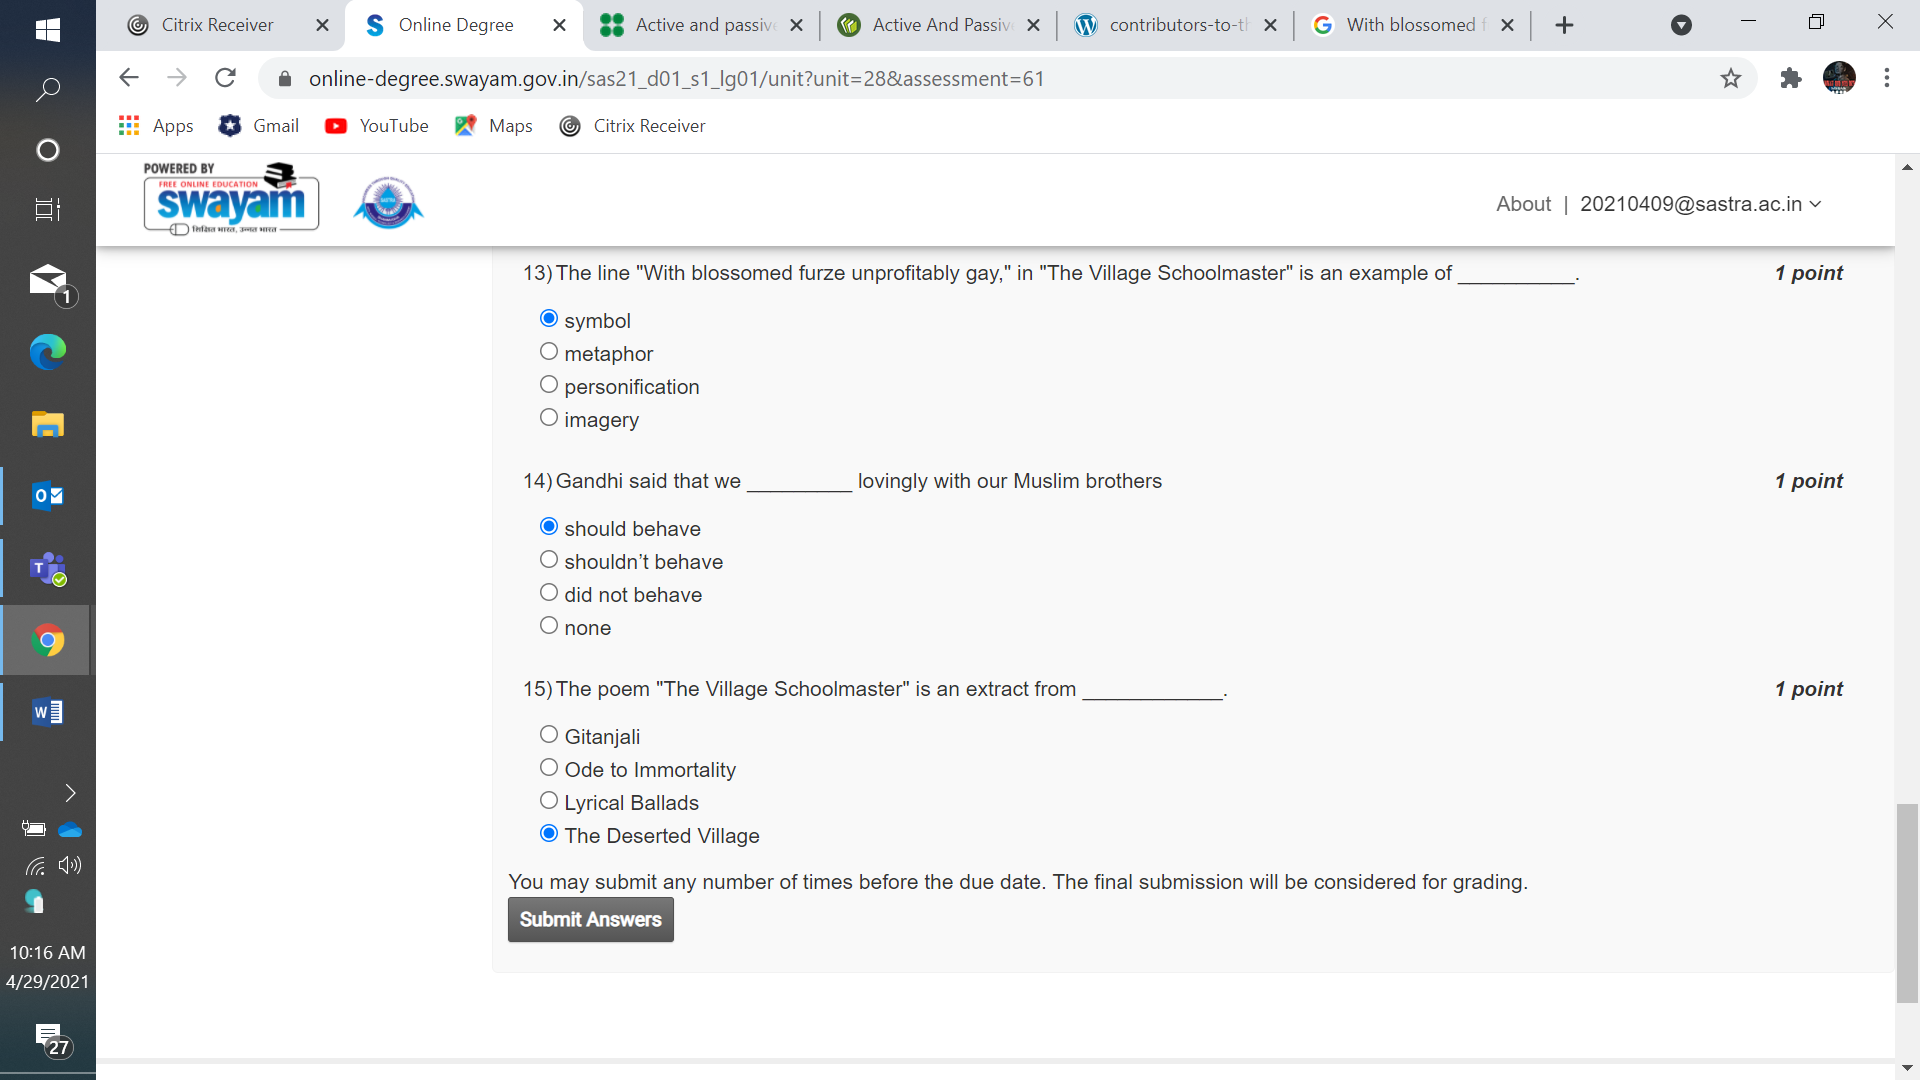 Citrix Receiver
Online Degree
Active and passive
Active And Passiv
contributors-to-th
With blossomed f
online-degree.swayam.gov.in/sas21_d01_s1_lg01/unit?unit=28&assessment=61
Apps
Gmail
YouTube
Maps
Citrix Receiver
POWERED BY
FREE ONLINE EDUCATION
swayam
शिक्षित भारत, उन्नत भारत
About | 20210409@sastra.ac.in
13) The line "With blossomed furze unprofitably gay," in "The Village Schoolmaster" is an example of __________.
1 point
symbol
metaphor
personification
imagery
14) Gandhi said that we _________ lovingly with our Muslim brothers
1 point
should behave
shouldn’t behave
did not behave
none
15) The poem "The Village Schoolmaster" is an extract from ____________.
1 point
Gitanjali
Ode to Immortality
Lyrical Ballads
The Deserted Village
You may submit any number of times before the due date. The final submission will be considered for grading.
Submit Answers
1
10:16 AM
4/29/2021
27